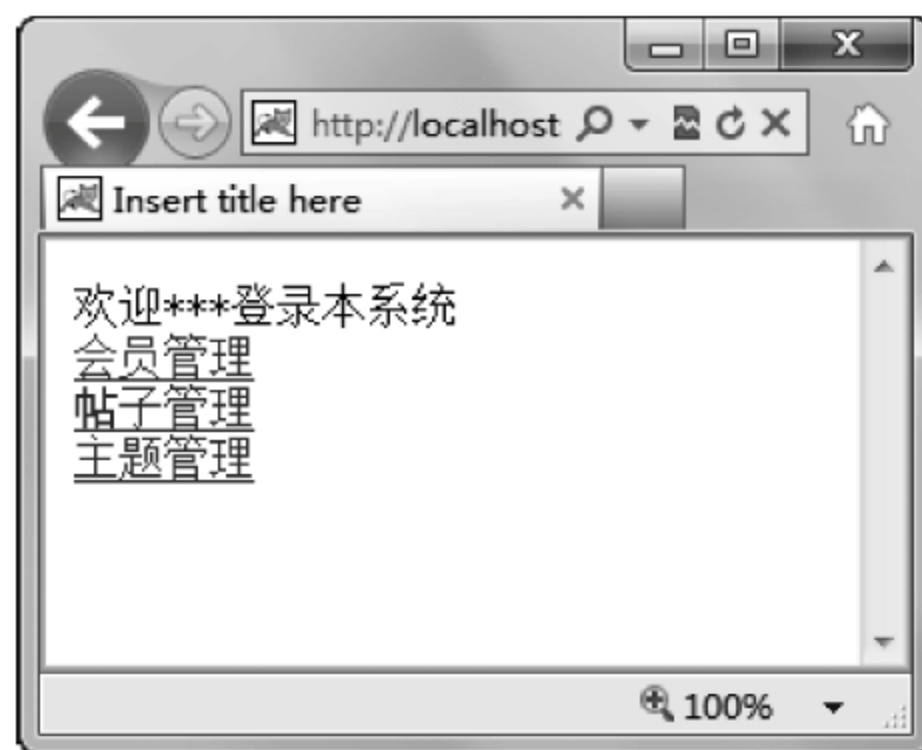 http://localhost
Insert title here
欢迎***登录本系统
会员管理
帖子管理
主题管理
100%